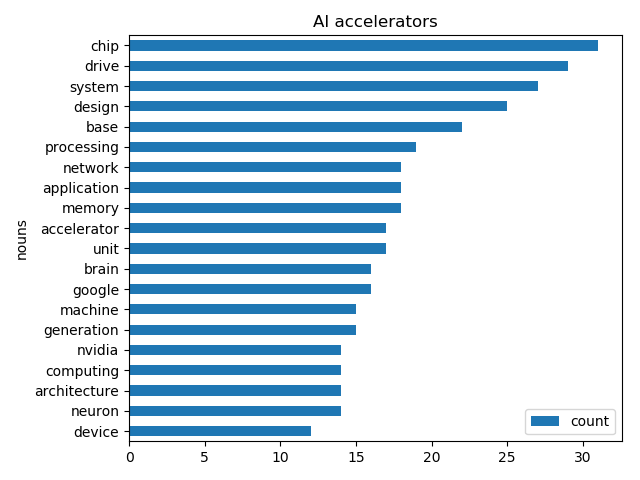 AI accelerators
chip
drive
system
design
base
processing
network
application
memory
accelerator
unit
brain
google
machine
generation
nvidia
computing
architecture
neuron
device
nouns
count
0 5 10 15 20 25 30